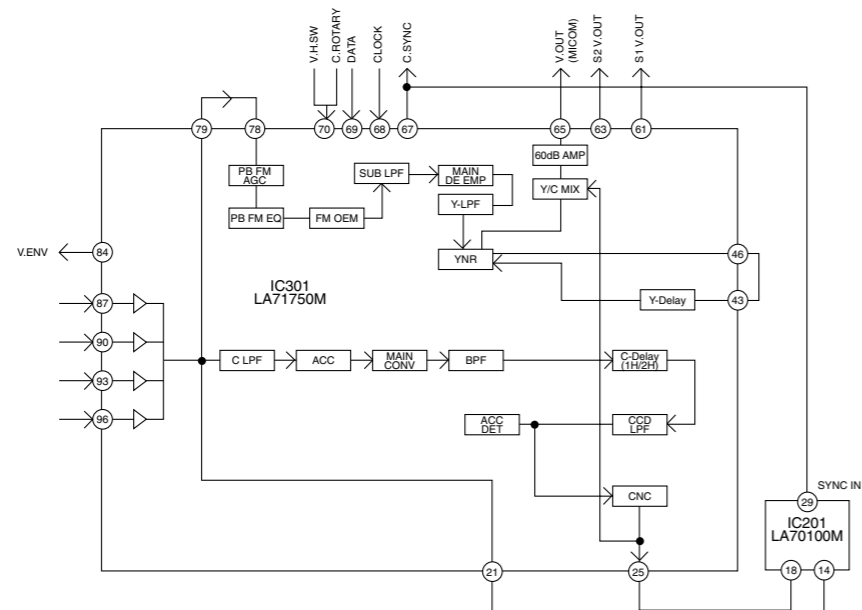 V.H.SW
C.ROTARY
DATA
CLOCK
C.SYNC
V.OUT
(MICOM)
S2 V.OUT
S1 V.OUT
79
78
70
69
68
67
65
63
61
60dB AMP
PB FM
AGC
SUB LPF
MAIN
DE EMP
Y/C MIX
PB FM EQ
FM OEM
Y-LPF
V.ENV
84
YNR
46
IC301
LA71750M
87
Y-Delay
43
90
C LPF
ACC
MAIN
CONV
BPF
C-Delay
(1H/2H)
93
96
ACC
DET
CCD
LPF
CNC
SYNC IN
29
IC201
LA70100M
21
25
18
14